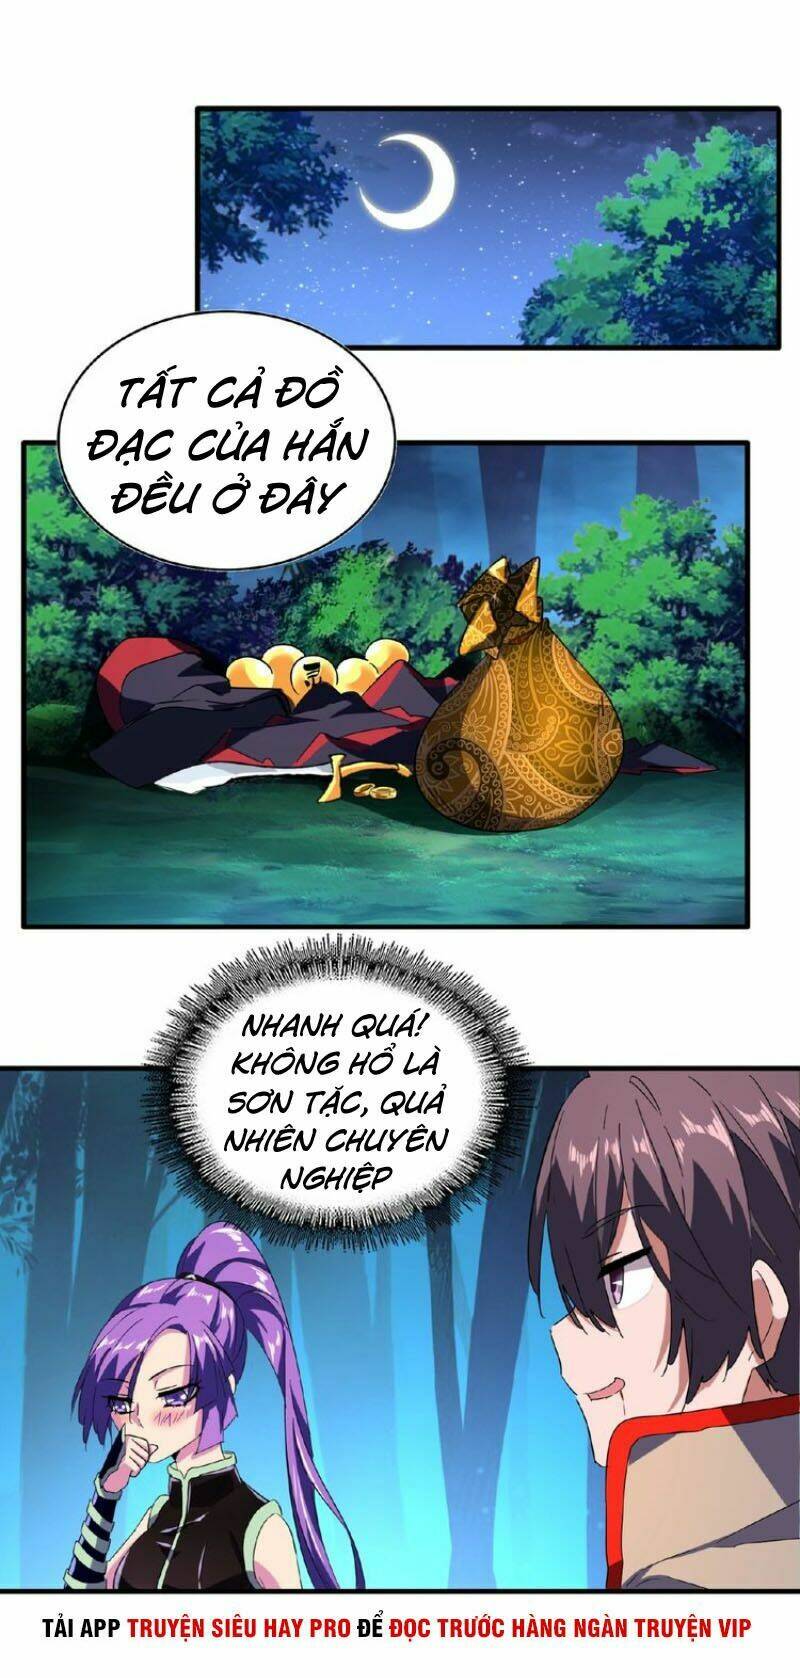 TẤT CẢ ĐỒ
ĐẠC CỦA HẮN
ĐỀU Ở ĐÂY
NHANH QUÁ!
KHÔNG HỔ LÀ
SƠN TẶC, QUẢ
NHIÊN CHUYÊN
NGHIỆP
TẢI APP TRUYỆN SIÊU HAY PRO ĐỂ ĐỌC TRƯỚC HÀNG NGÀN TRUYỆN VIP